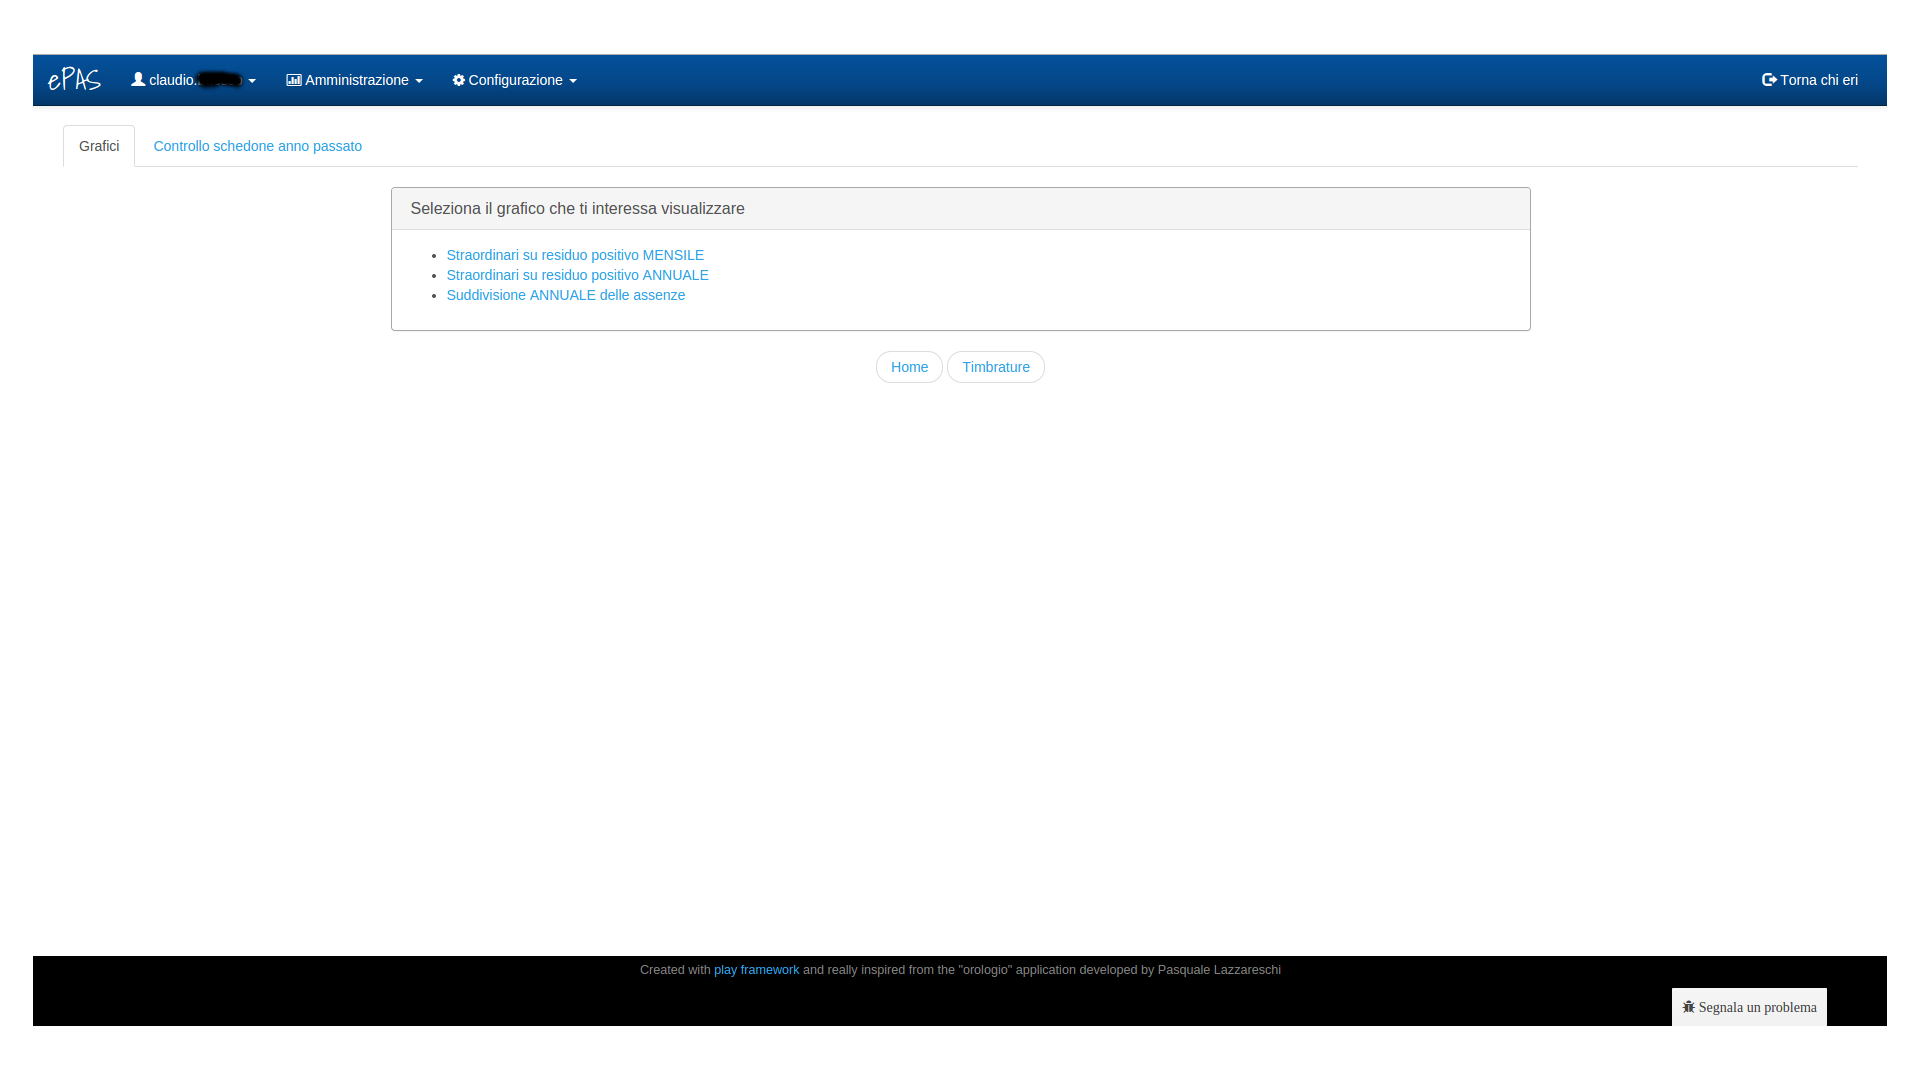 ePAS claudio. Amministrazione Configurazione Torna chi eri
Grafici Controllo schedone anno passato
Seleziona il grafico che ti interessa visualizzare
Straordinari su residuo positivo MENSILE
Straordinari su residuo positivo ANNUALE
Suddivisione ANNUALE delle assenze
Home Timbrature
Created with play framework and really inspired from the "orologio" application developed by Pasquale Lazzareschi
Segnala un problema